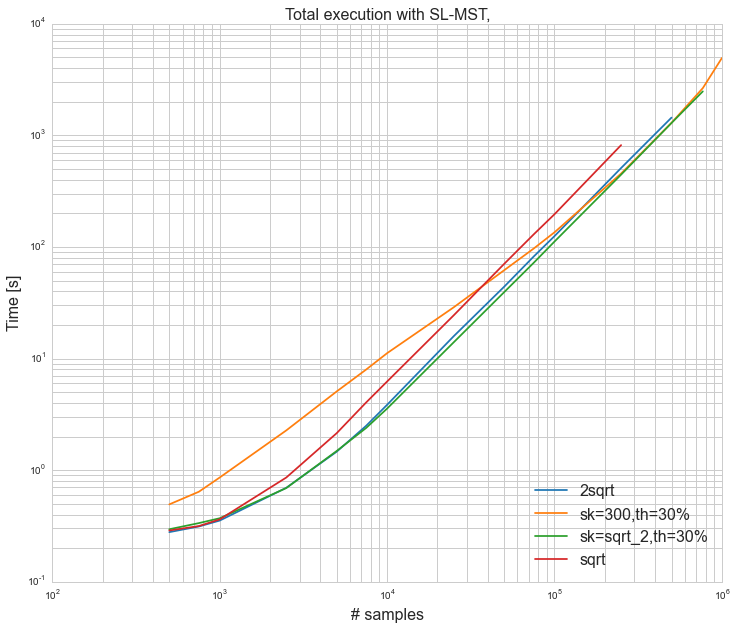 Total execution with SL-MST,
Time [s]
10^4
10^3
10^2
10^1
10^0
10^-1
2sqrt
sk=300,th=30%
sk=sqrt_2,th=30%
sqrt
10^2 10^3 10^4 10^5 10^6
# samples